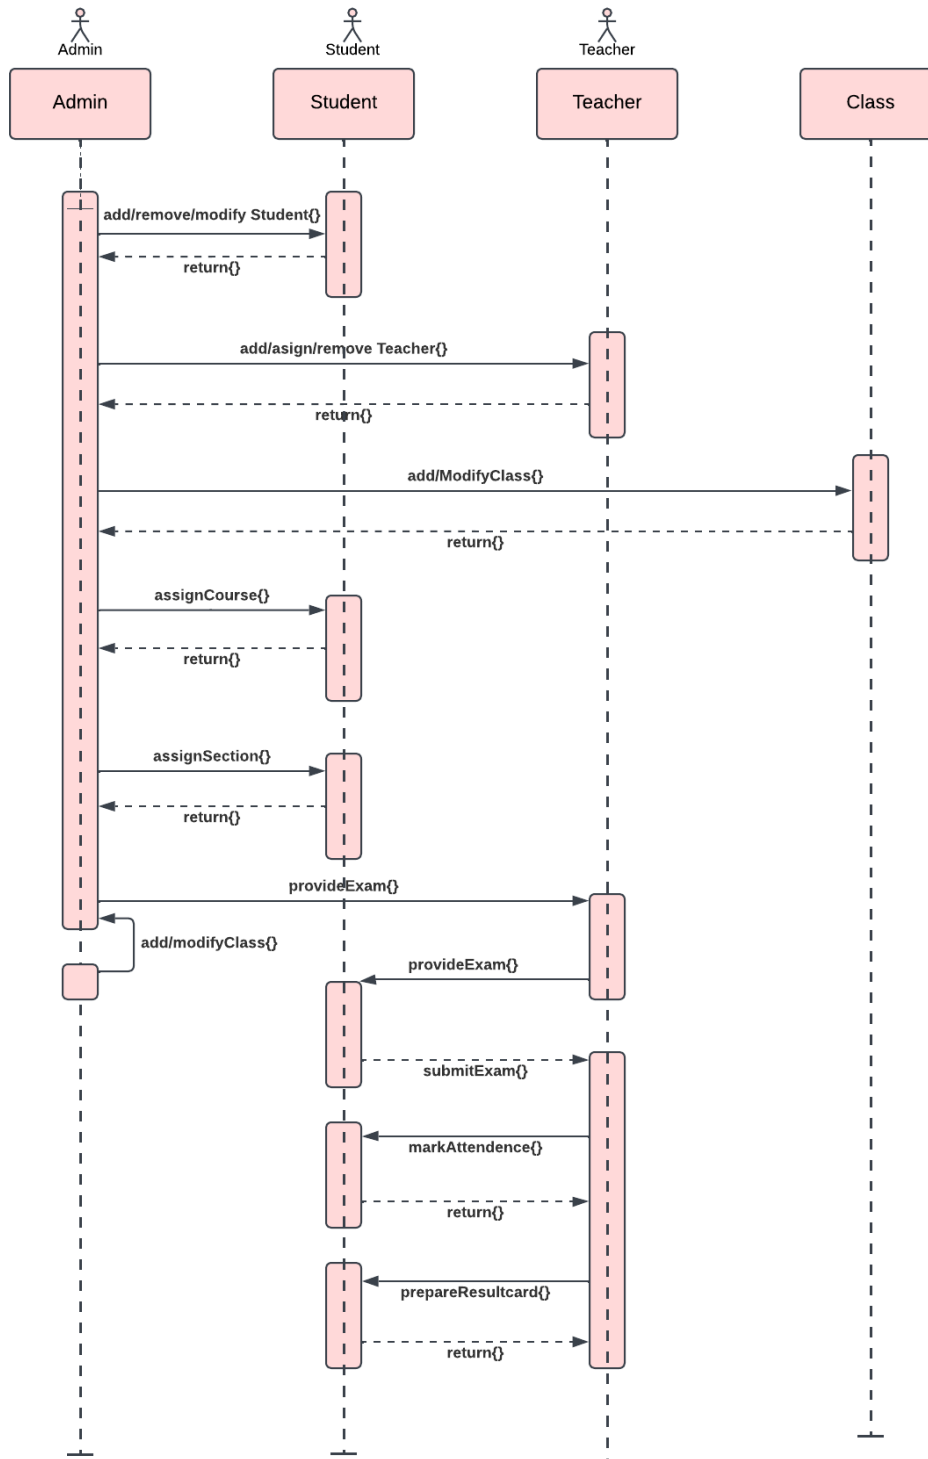 Admin
Student
Teacher
Admin
Student
Teacher
Class
add/remove/modify Student{}
return{}
add/asign/remove Teacher{}
return{}
add/ModifyClass{}
return{}
assignCourse{}
return{}
assignSection{}
return{}
provideExam{}
add/modifyClass{}
provideExam{}
submitExam{}
markAttendence{}
return{}
prepareResultcard{}
return{}